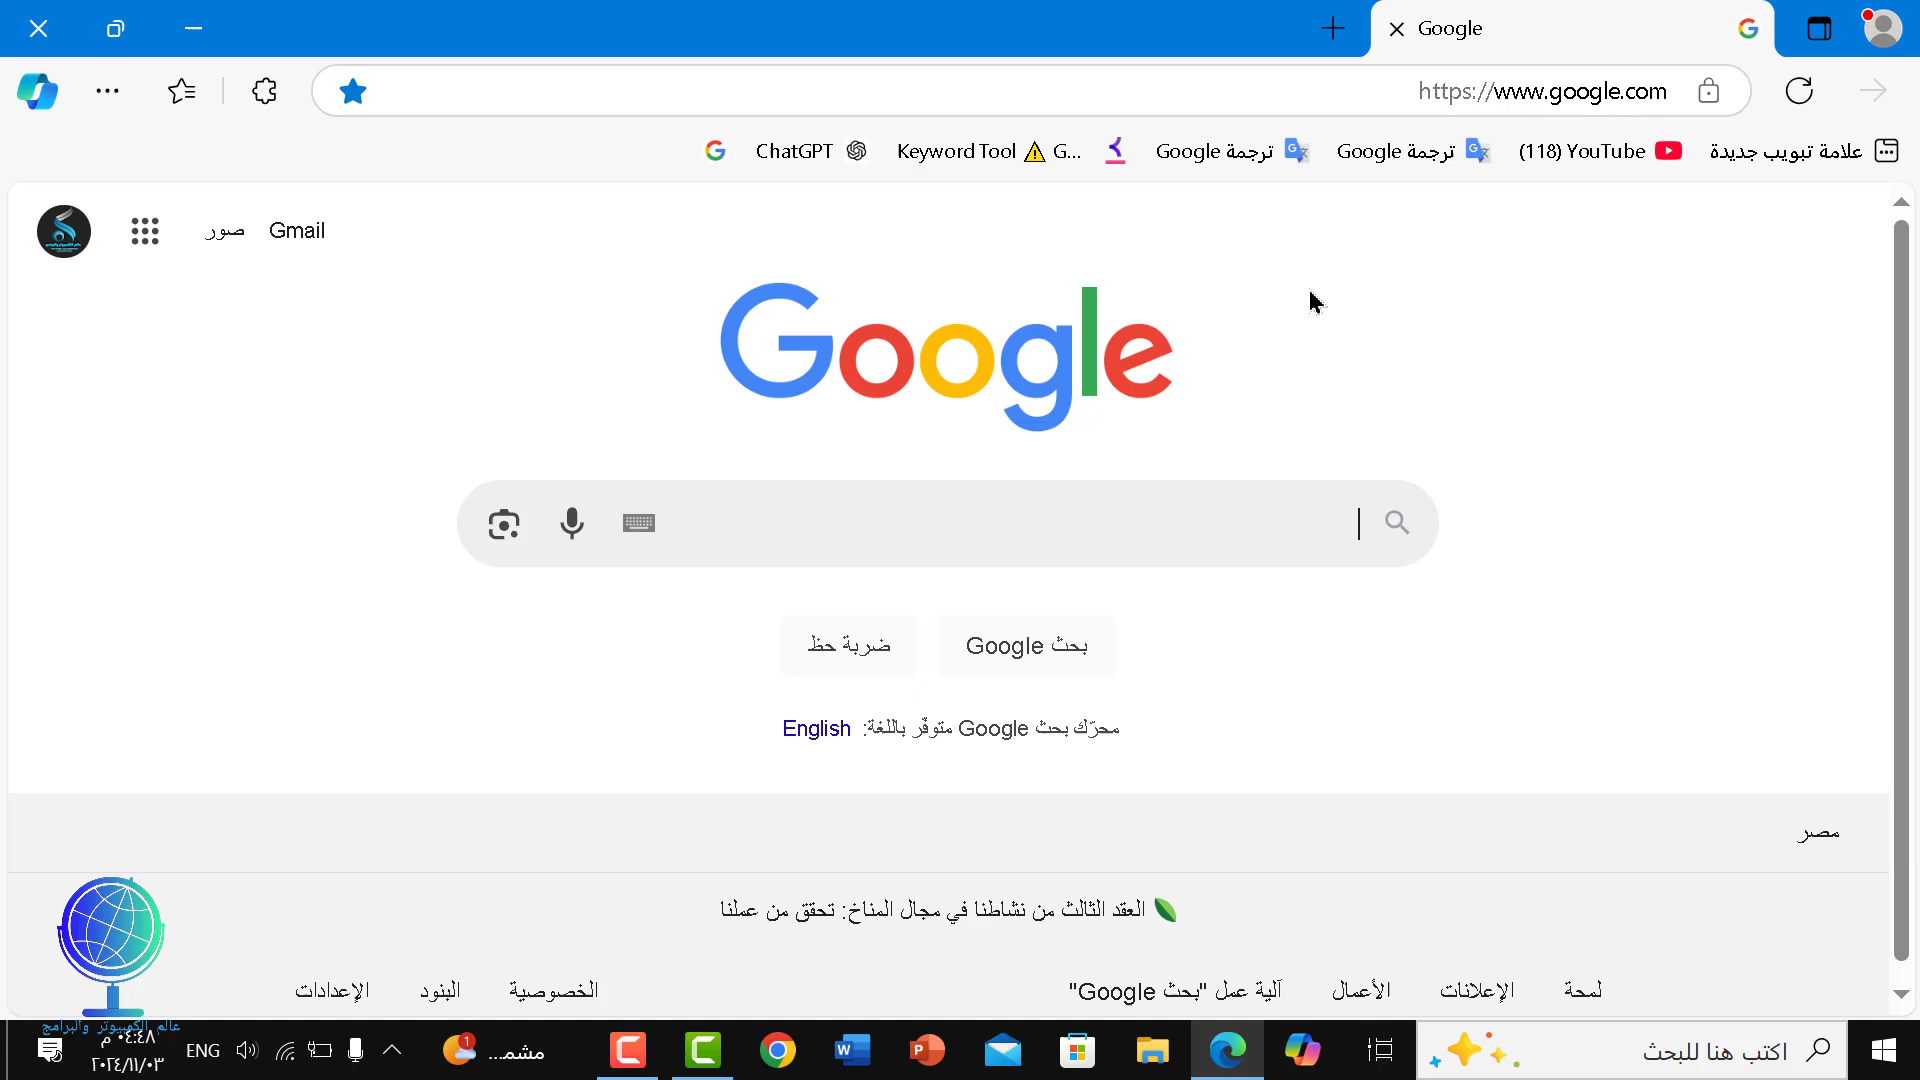 Google
https://www.google.com
علامة تبويب جديدة
(118) YouTube
ترجمة Google
ترجمة Google
Keyword Tool ⚠ G...
ChatGPT
Gmail
صور
Google
بحث Google
ضربة حظ
محرّك بحث Google متوفّر باللغة: English
مصر
العقد الثالث من نشاطنا في مجال المناخ: تحقق من عملنا
لمحة
الإعلانات
الأعمال
آلية عمل "بحث Google"
الخصوصية
البنود
الإعدادات
عالم الكمبيوتر والبرامج
اكتب هنا للبحث
مشم...
1
ENG
٠٤:٤٨ م
٢٠٢٤/١١/٠٣